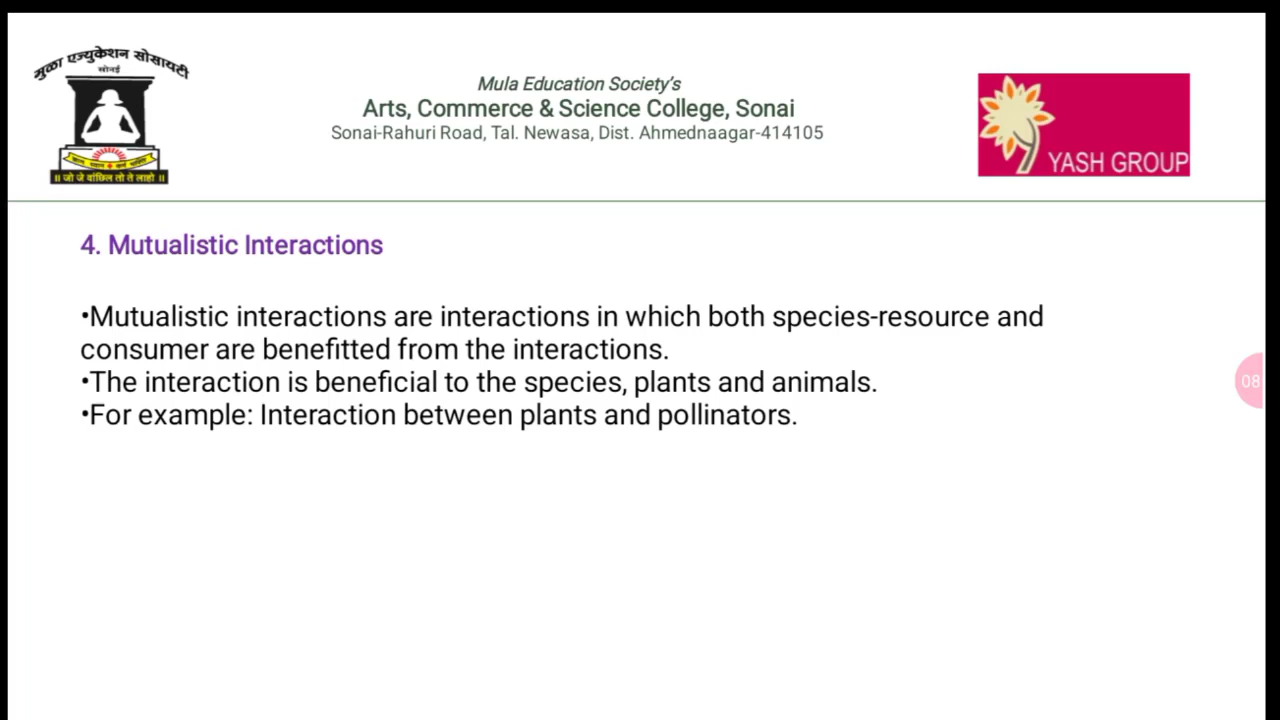 मुळा एज्युकेशन सोसायटी
सोनई
॥ जो जे वांछिल तो ते लाहो ॥
Mula Education Society's
Arts, Commerce & Science College, Sonai
Sonai-Rahuri Road, Tal. Newasa, Dist. Ahmednaagar-414105
YASH GROUP
4. Mutualistic Interactions
•Mutualistic interactions are interactions in which both species-resource and
consumer are benefitted from the interactions.
•The interaction is beneficial to the species, plants and animals.
•For example: Interaction between plants and pollinators.
08